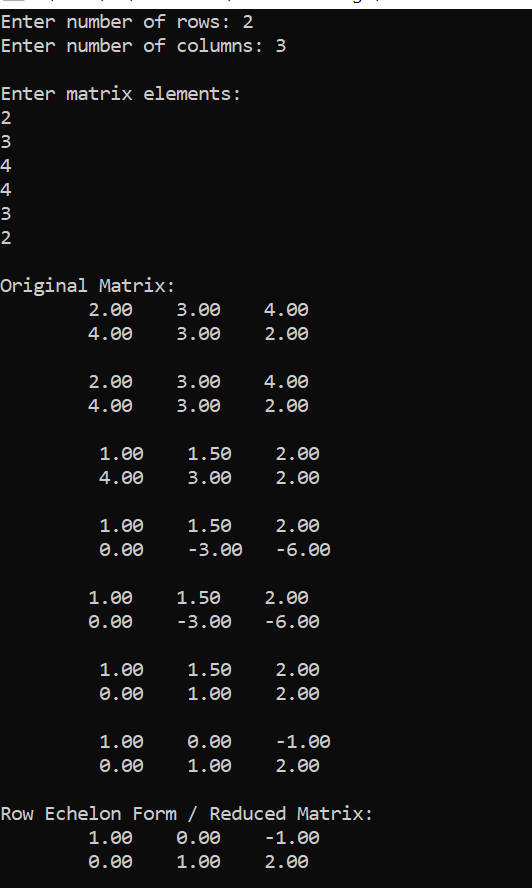 Enter number of rows: 2
Enter number of columns: 3
Enter matrix elements:
2
3
4
4
3
2
Original Matrix:
2.00 3.00 4.00
4.00 3.00 2.00
2.00 3.00 4.00
4.00 3.00 2.00
1.00 1.50 2.00
4.00 3.00 2.00
1.00 1.50 2.00
0.00 -3.00 -6.00
1.00 1.50 2.00
0.00 -3.00 -6.00
1.00 1.50 2.00
0.00 1.00 2.00
1.00 0.00 -1.00
0.00 1.00 2.00
Row Echelon Form / Reduced Matrix:
1.00 0.00 -1.00
0.00 1.00 2.00